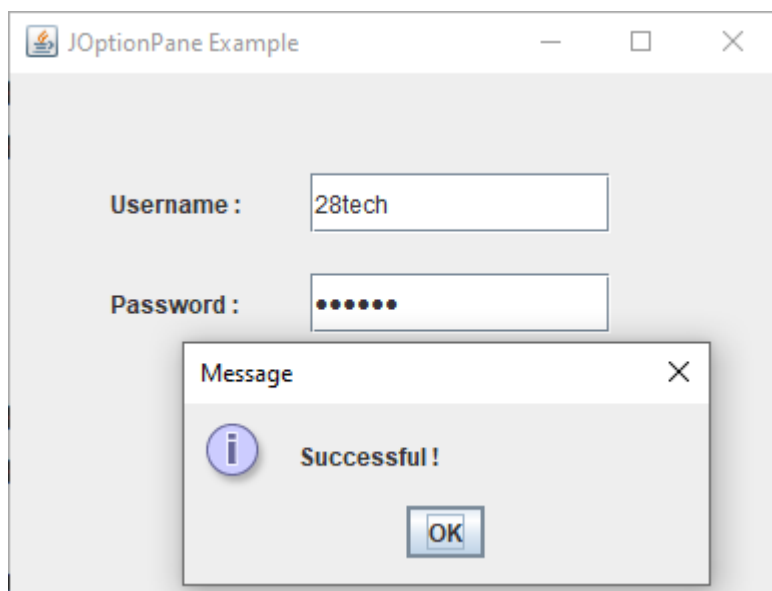 JOptionPane Example
Username :
28tech
Password :
••••••
Message
Successful !
OK